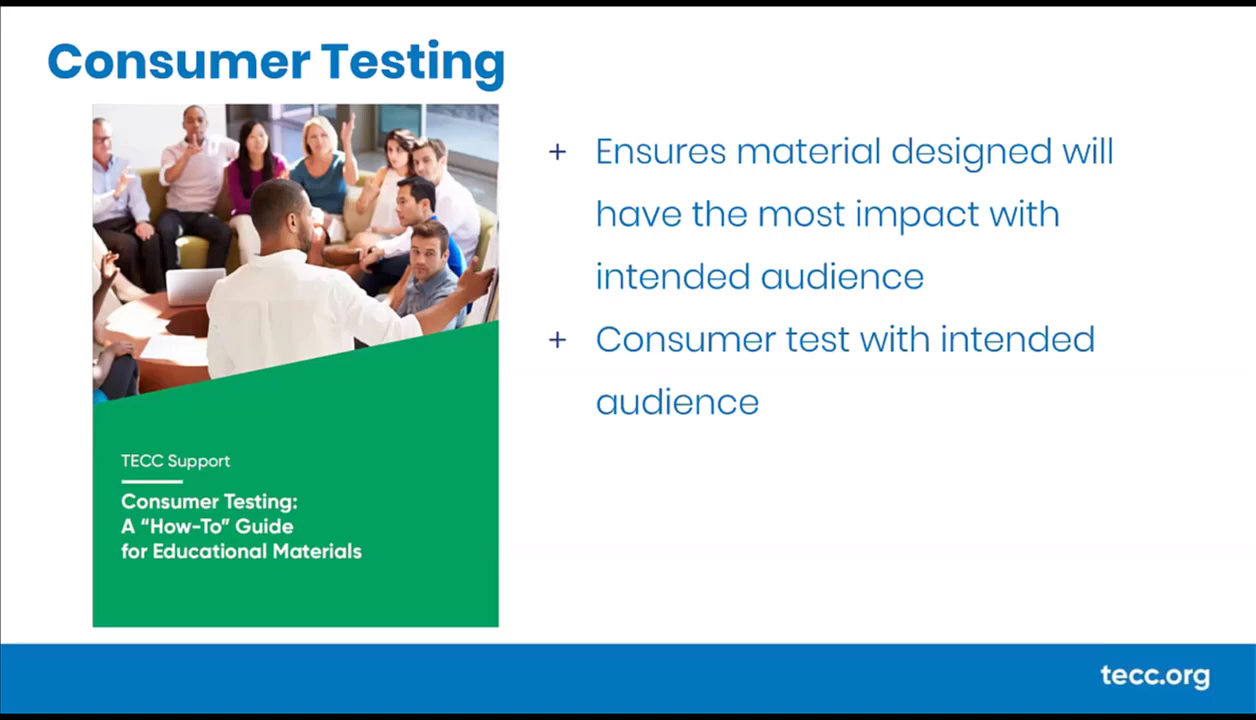 Consumer Testing
+ Ensures material designed will
have the most impact with
intended audience
+ Consumer test with intended
audience
TECC Support
Consumer Testing:
A “How-To” Guide
for Educational Materials
tecc.org